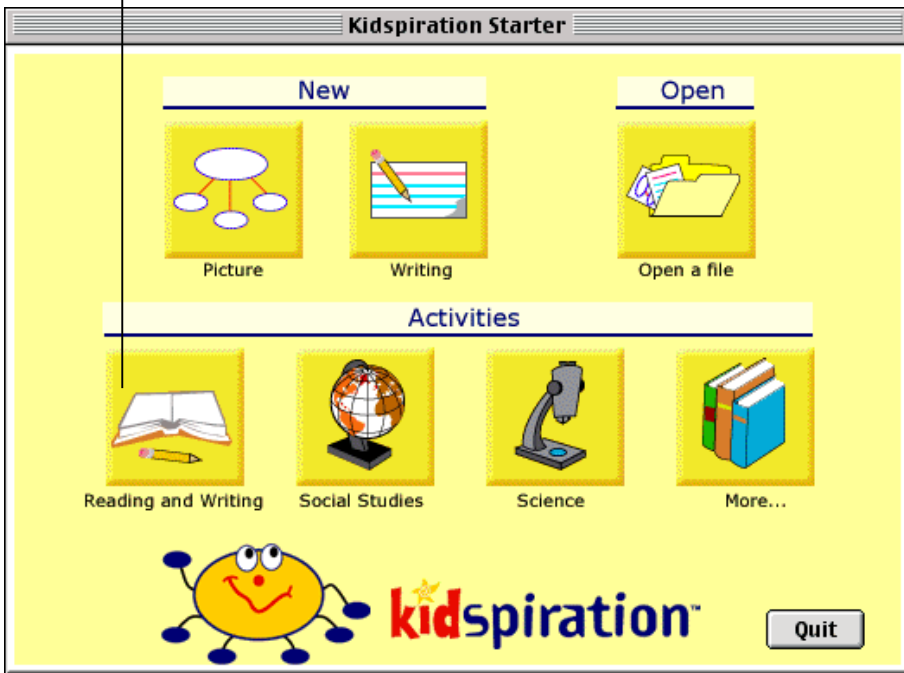 Kidspiration Starter
New
Open
Picture
Writing
Open a file
Activities
Reading and Writing
Social Studies
Science
More...
kidspiration™
Quit